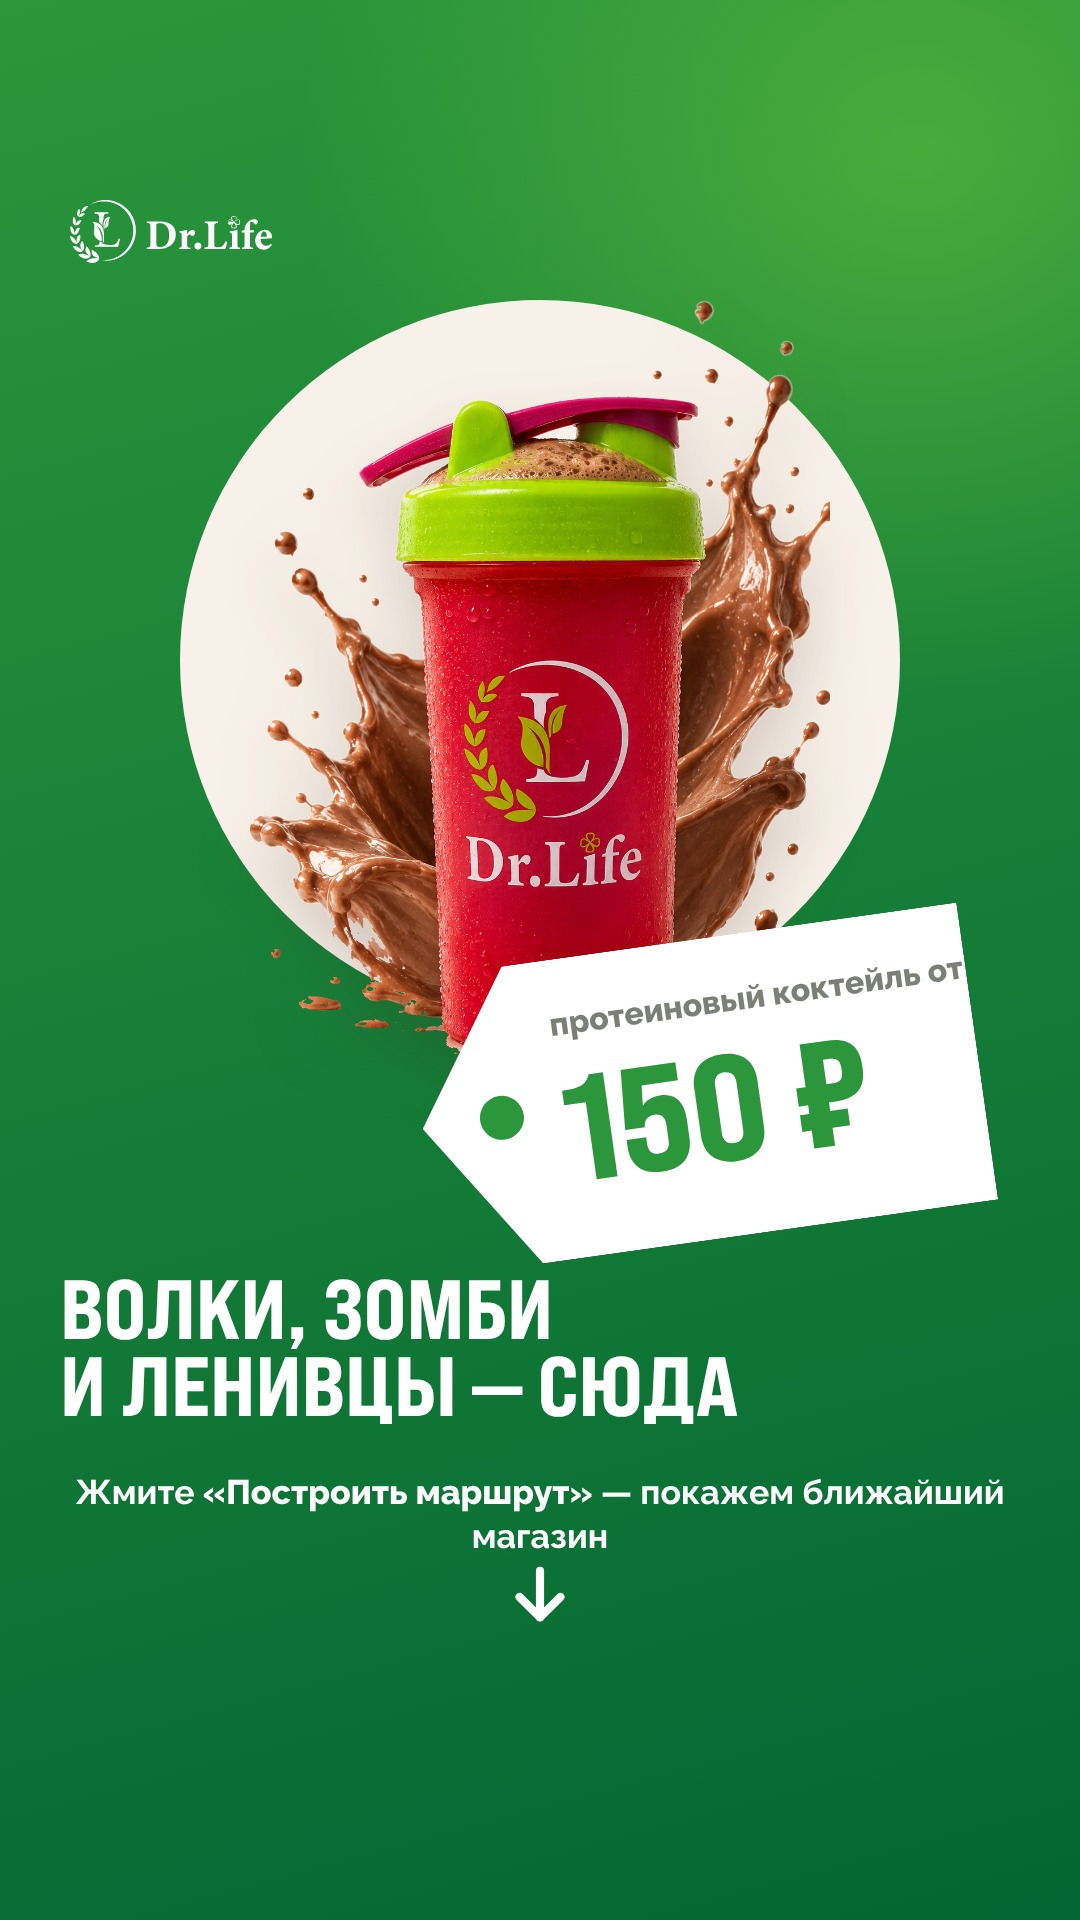 Dr.Life
Dr.Life
протеиновый коктейль от
150 ₽
ВОЛКИ, ЗОМБИ
И ЛЕНИВЦЫ — СЮДА
Жмите «Построить маршрут» — покажем ближайший
магазин